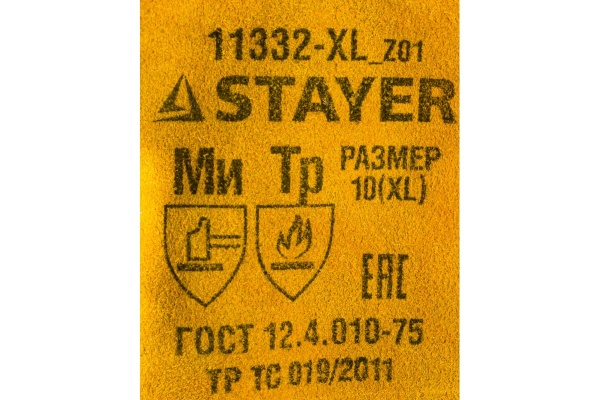 11332-XL_Z01
STAYER
Ми Тр РАЗМЕР
10(XL)
ЕАС
ГОСТ 12.4.010-75
ТР ТС 019/2011